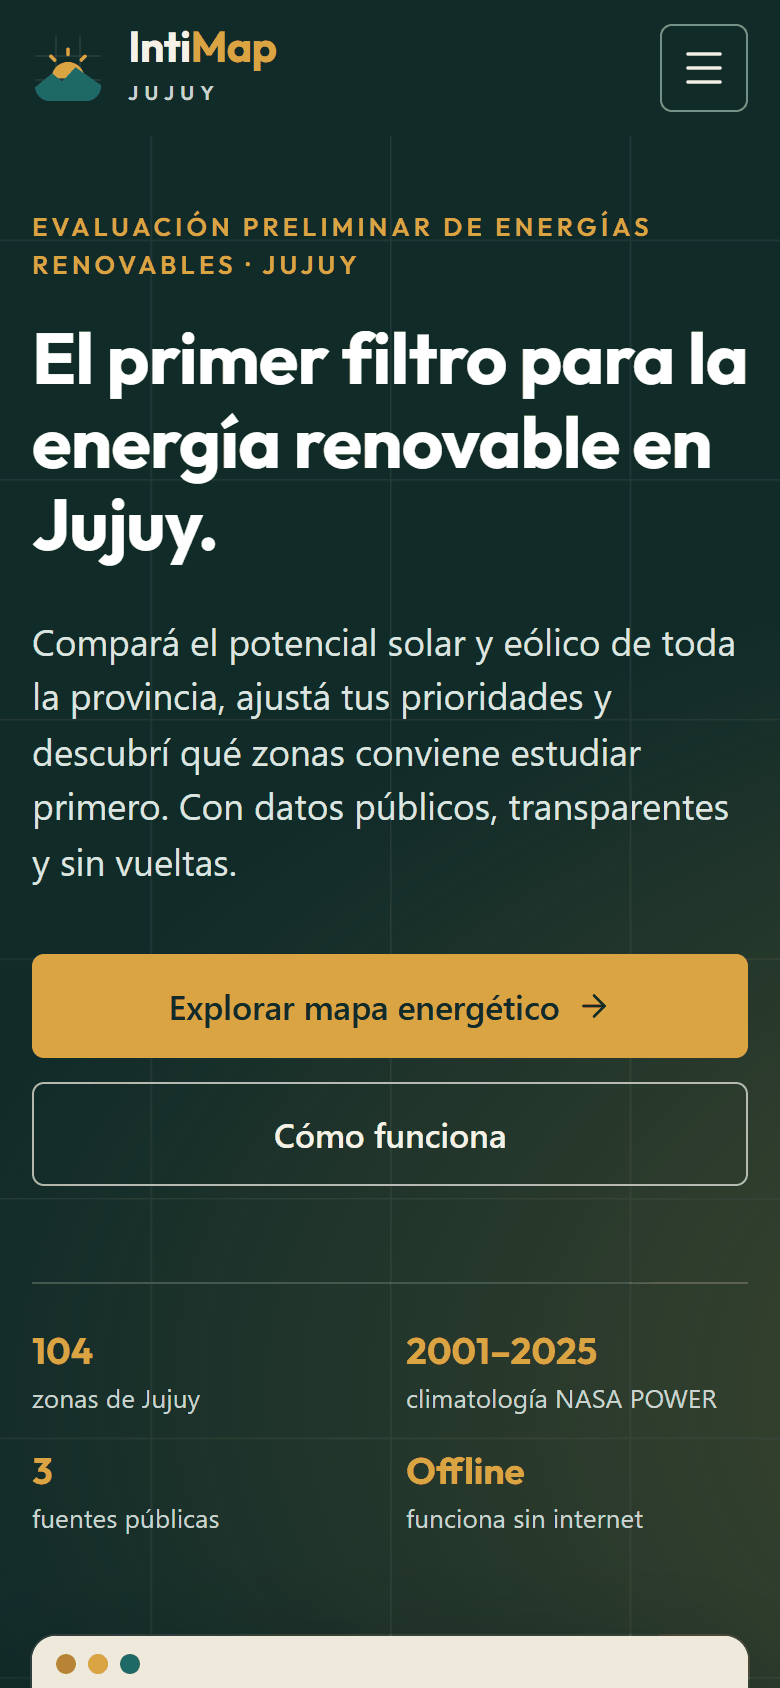 IntiMap
JUJUY
EVALUACIÓN PRELIMINAR DE ENERGÍAS
RENOVABLES · JUJUY
El primer filtro para la
energía renovable en
Jujuy.
Compará el potencial solar y eólico de toda
la provincia, ajustá tus prioridades y
descubrí qué zonas conviene estudiar
primero. Con datos públicos, transparentes
y sin vueltas.
Explorar mapa energético →
Cómo funciona
104
zonas de Jujuy
2001–2025
climatología NASA POWER
3
fuentes públicas
Offline
funciona sin internet